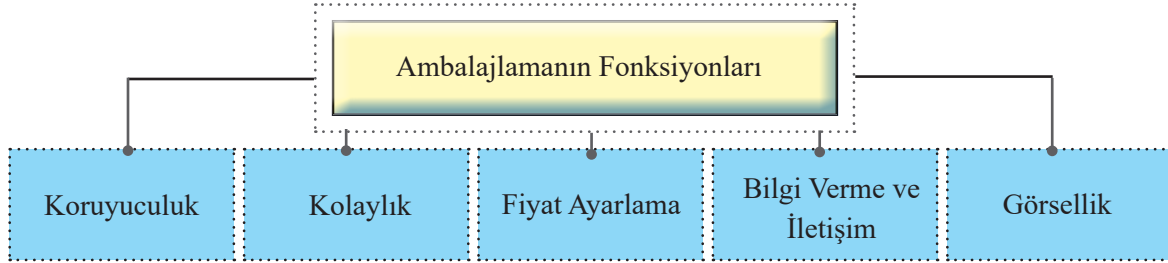 Ambalajlamanın Fonksiyonları
Koruyuculuk
Kolaylık
Fiyat Ayarlama
Bilgi Verme ve
İletişim
Görsellik